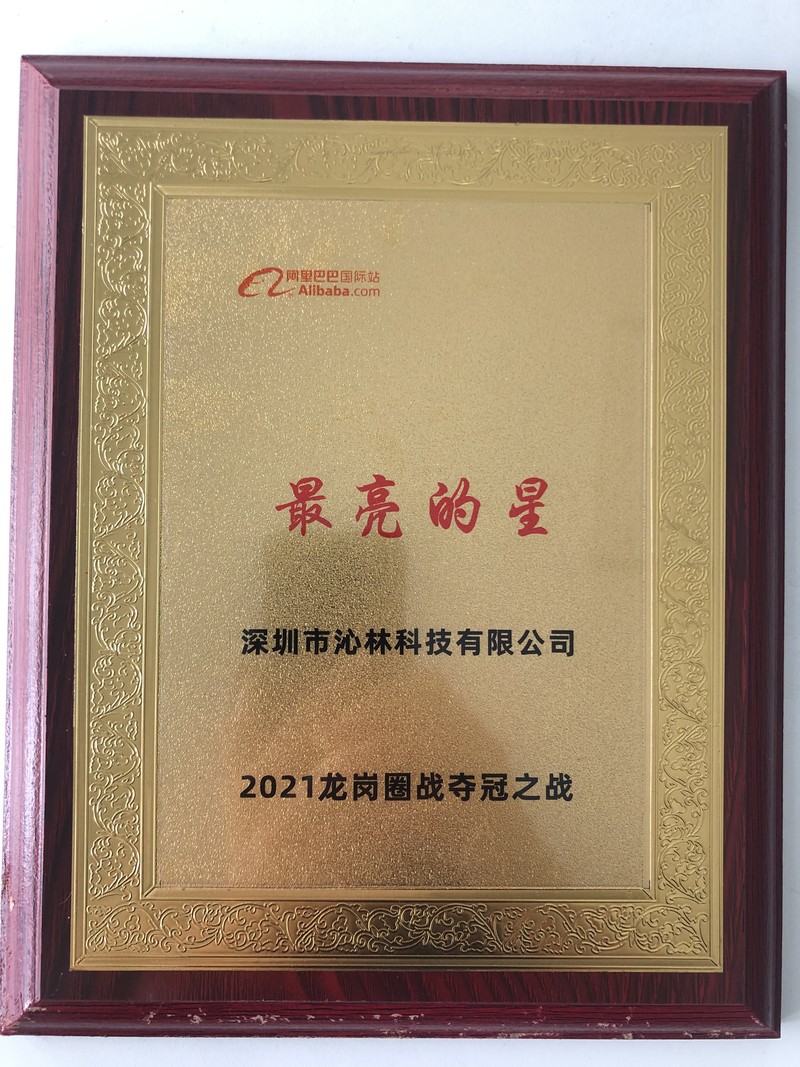 阿里巴巴国际站
Alibaba.com
最亮的星
深圳市沁林科技有限公司
2021龙岗圈战夺冠之战